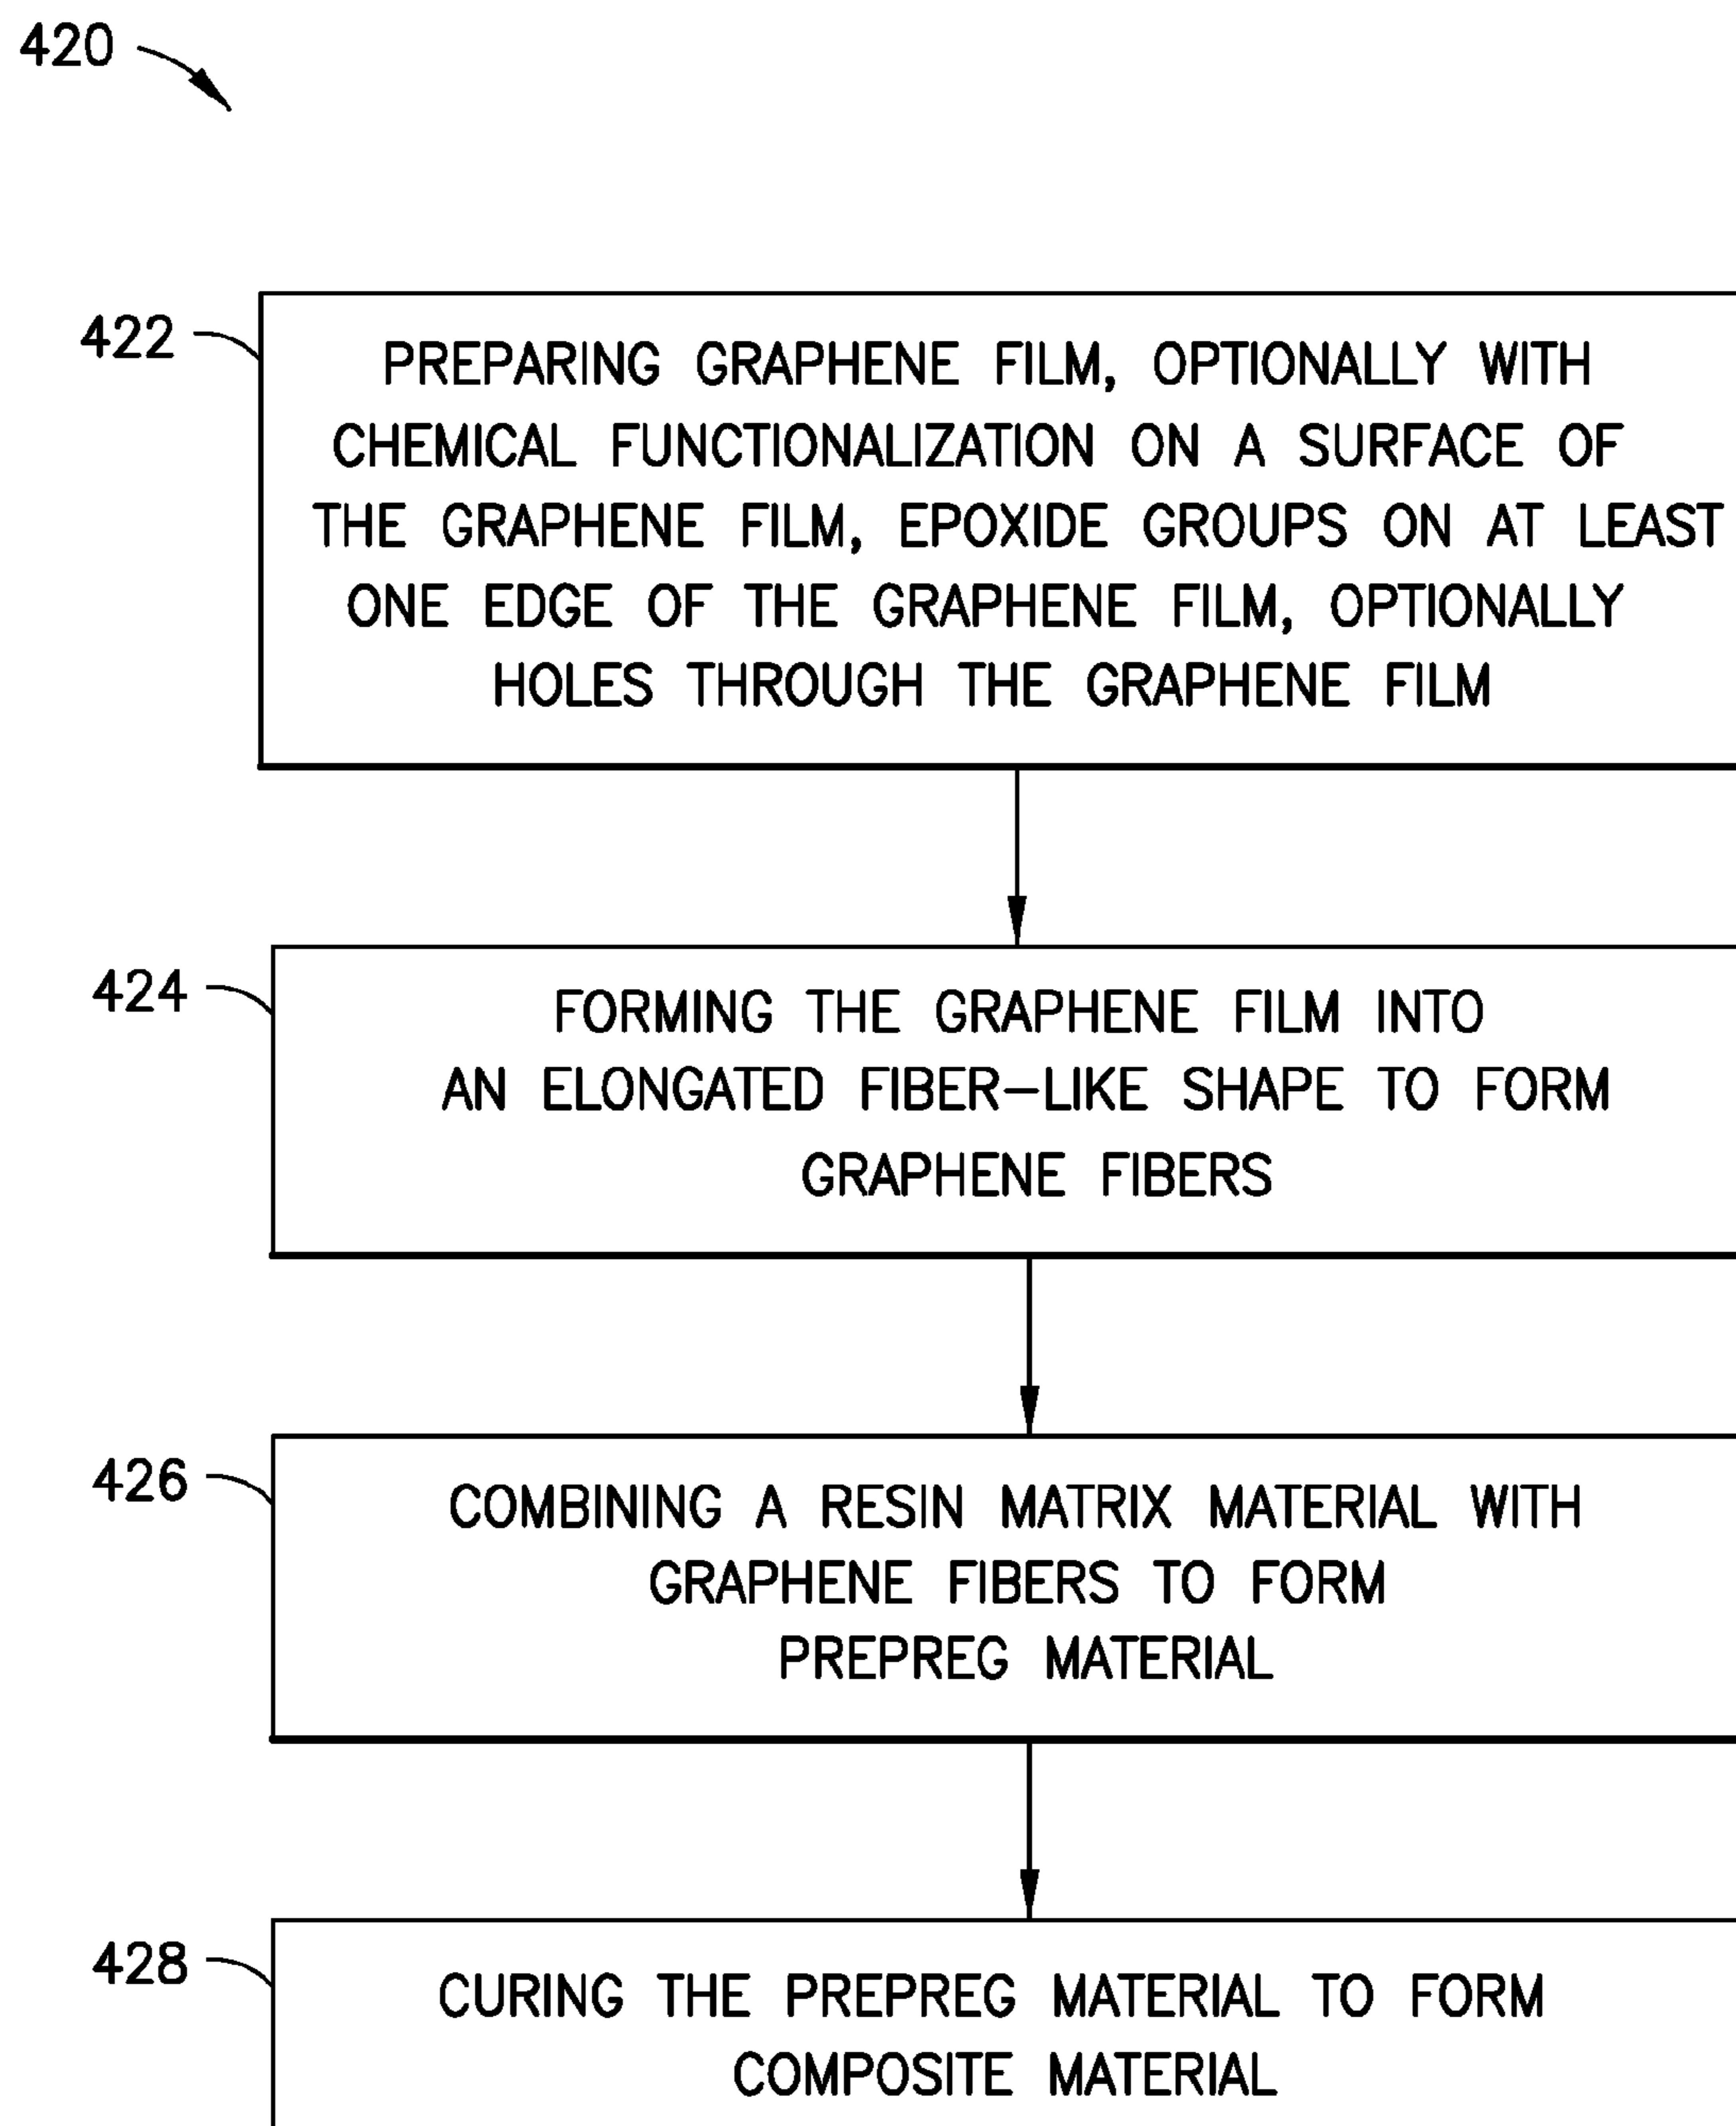 420
422
PREPARING GRAPHENE FILM, OPTIONALLY WITH
CHEMICAL FUNCTIONALIZATION ON A SURFACE OF
THE GRAPHENE FILM, EPOXIDE GROUPS ON AT LEAST
ONE EDGE OF THE GRAPHENE FILM, OPTIONALLY
HOLES THROUGH THE GRAPHENE FILM
424
FORMING THE GRAPHENE FILM INTO
AN ELONGATED FIBER-LIKE SHAPE TO FORM
GRAPHENE FIBERS
426
COMBINING A RESIN MATRIX MATERIAL WITH
GRAPHENE FIBERS TO FORM
PREPREG MATERIAL
428
CURING THE PREPREG MATERIAL TO FORM
COMPOSITE MATERIAL